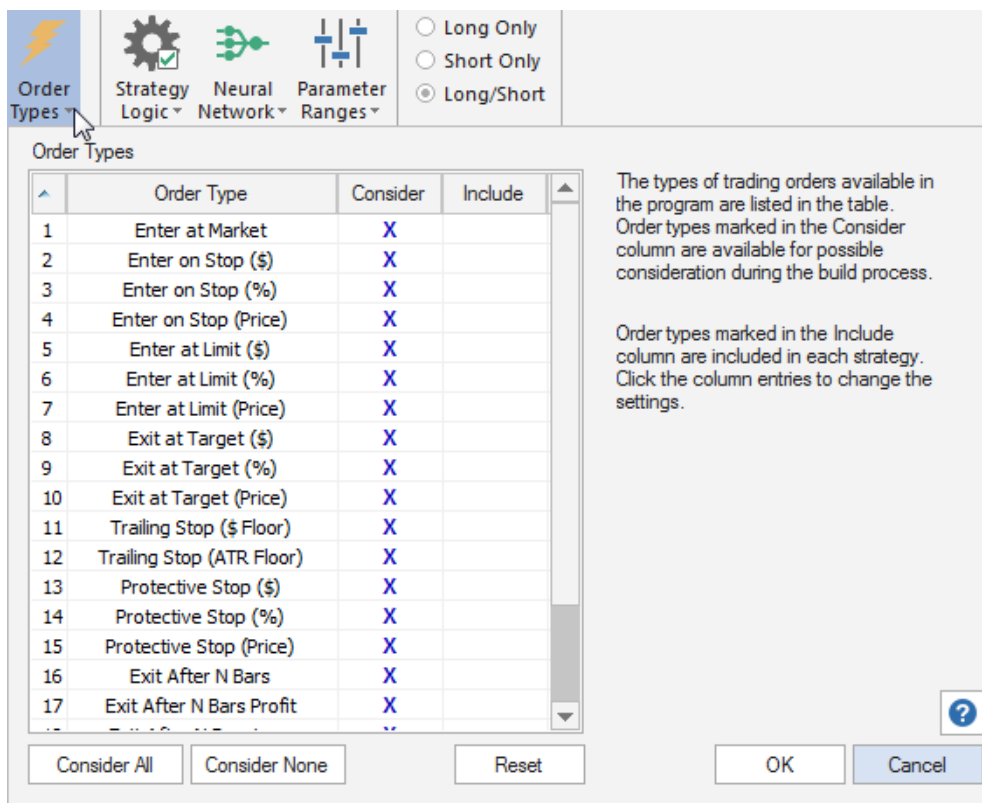 Long Only
Short Only
Long/Short
Order Types
Strategy Logic
Neural Network
Parameter Ranges
Order Types
Order Type Consider Include
1 Enter at Market X
2 Enter on Stop ($) X
3 Enter on Stop (%) X
4 Enter on Stop (Price) X
5 Enter at Limit ($) X
6 Enter at Limit (%) X
7 Enter at Limit (Price) X
8 Exit at Target ($) X
9 Exit at Target (%) X
10 Exit at Target (Price) X
11 Trailing Stop ($ Floor) X
12 Trailing Stop (ATR Floor) X
13 Protective Stop ($) X
14 Protective Stop (%) X
15 Protective Stop (Price) X
16 Exit After N Bars X
17 Exit After N Bars Profit X
The types of trading orders available in
the program are listed in the table.
Order types marked in the Consider
column are available for possible
consideration during the build process.
Order types marked in the Include
column are included in each strategy.
Click the column entries to change the
settings.
?
Consider All
Consider None
Reset
OK
Cancel